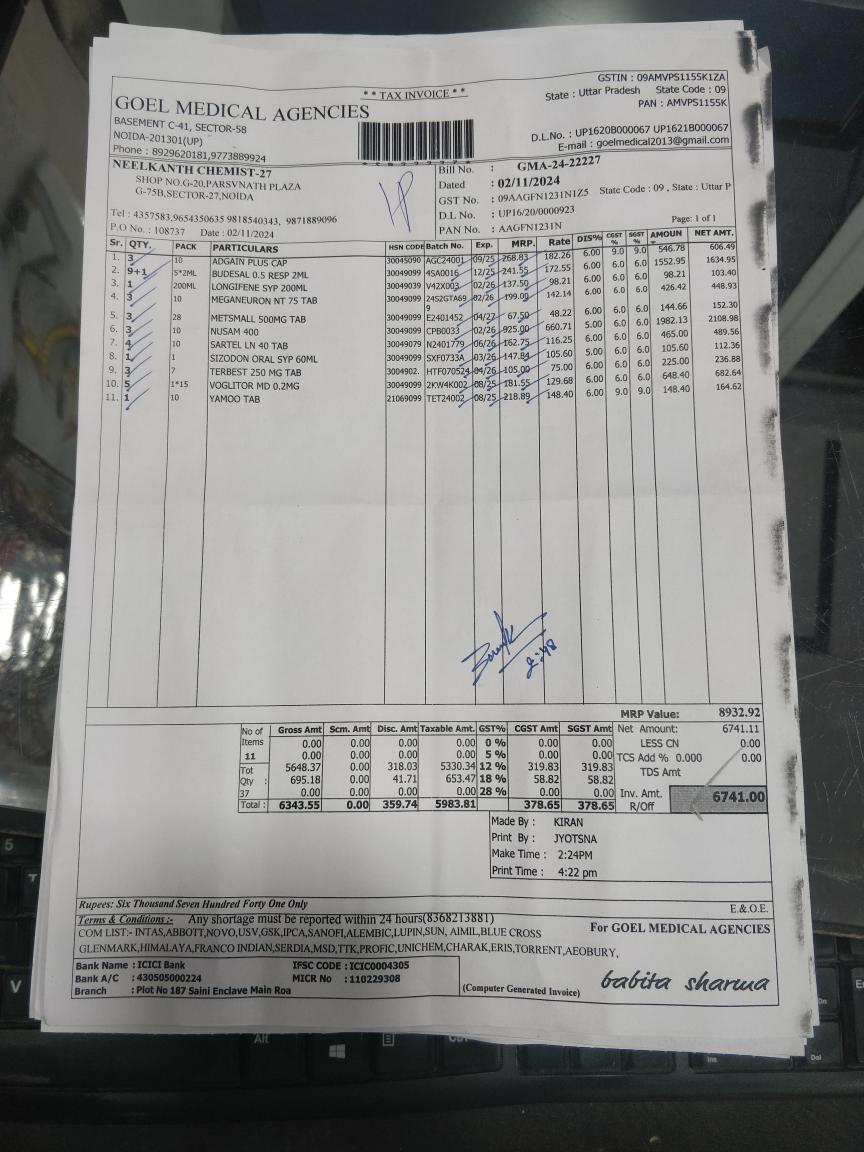 * * TAX INVOICE * *
GSTIN : 09AMVPS1155K1ZA
State : Uttar Pradesh State Code : 09
PAN : AMVPS1155K
GOEL MEDICAL AGENCIES
BASEMENT C-41, SECTOR-58
NOIDA-201301(UP)
Phone : 8929620181,9773889924
D.L.No. : UP1620B000067 UP1621B000067
E-mail : goelmedical2013@gmail.com
NEELKANTH CHEMIST-27
SHOP NO.G-20,PARSVNATH PLAZA
G-75B,SECTOR-27,NOIDA
Tel : 4357583,9654350635 9818540343, 9871889096
P.O No. : 108737 Date : 02/11/2024
Bill No. : GMA-24-22227
Dated : 02/11/2024
GST No. : 09AAGFN1231N1Z5 State Code : 09 , State : Uttar P
D.L No. : UP16/20/0000923
PAN No. : AAGFN1231N
Page: 1 of 1
Sr. QTY. PACK PARTICULARS HSN CODE Batch No. Exp. MRP. Rate DIS% CGST % SGST % AMOUN NET AMT.
1. 3 10 ADGAIN PLUS CAP 30045090 AGC24001 09/25 268.83 182.26 6.00 9.0 6.0 546.78 606.49
2. 9+1 5*2ML BUDESAL 0.5 RESP 2ML 30049099 4SA0016 12/25 241.55 172.55 6.00 6.0 6.0 1552.95 1634.95
3. 1 200ML LONGIFENE SYP 200ML 30049039 V42X003 02/26 137.50 98.21 6.00 6.0 6.0 98.21 103.40
4. 3 10 MEGANEURON NT 75 TAB 30049099 24S2GTA69 9 02/26 199.00 142.14 6.00 6.0 6.0 426.42 448.93
5. 3 28 METSMALL 500MG TAB 30049099 E2401452 04/27 67.50 48.22 6.00 6.0 6.0 144.66 152.30
6. 3 10 NUSAM 400 30049099 CPB0033 02/26 925.00 660.71 5.00 6.0 6.0 1982.13 2108.98
7. 4 10 SARTEL LN 40 TAB 30049079 N2401779 06/26 162.75 116.25 6.00 6.0 6.0 465.00 489.56
8. 1 1 SIZODON ORAL SYP 60ML 30049099 SXF0733A 03/26 147.84 105.60 5.00 6.0 6.0 105.60 112.36
9. 3 7 TERBEST 250 MG TAB 3004902. HTF070524 04/26 105.00 75.00 6.00 6.0 6.0 225.00 236.88
10. 5 1*15 VOGLITOR MD 0.2MG 30049099 2KW4K002 08/25 181.55 129.68 6.00 6.0 6.0 648.40 682.64
11. 1 10 YAMOO TAB 21069099 TET24002 08/25 218.89 148.40 6.00 9.0 9.0 148.40 164.62
2:48
MRP Value: 8932.92
No of Items 11 Tot Qty : 37
Gross Amt Scm. Amt Disc. Amt Taxable Amt. GST% CGST Amt SGST Amt
0.00 0.00 0.00 0.00 0 % 0.00 0.00
0.00 0.00 0.00 0.00 5 % 0.00 0.00
5648.37 0.00 318.03 5330.34 12 % 319.83 319.83
695.18 0.00 41.71 653.47 18 % 58.82 58.82
0.00 0.00 0.00 0.00 28 % 0.00 0.00
Total : 6343.55 0.00 359.74 5983.81 378.65 378.65
Net Amount: 6741.11
LESS CN 0.00
TCS Add % 0.000 0.00
TDS Amt
Inv. Amt. 6741.00
R/Off
Made By : KIRAN
Print By : JYOTSNA
Make Time : 2:24PM
Print Time : 4:22 pm
Rupees: Six Thousand Seven Hundred Forty One Only
E.&O.E.
Terms & Conditions :- Any shortage must be reported within 24 hours(8368213881)
COM LIST:- INTAS,ABBOTT,NOVO,USV,GSK,IPCA,SANOFI,ALEMBIC,LUPIN,SUN, AIMIL,BLUE CROSS
GLENMARK,HIMALAYA,FRANCO INDIAN,SERDIA,MSD,TTK,PROFIC,UNICHEM,CHARAK,ERIS,TORRENT,AEOBURY,
For GOEL MEDICAL AGENCIES
Bank Name : ICICI Bank IFSC CODE : ICIC0004305
Bank A/C : 430505000224 MICR No : 110229308
Branch : Plot No 187 Saini Enclave Main Roa
(Computer Generated Invoice)
babita sharma